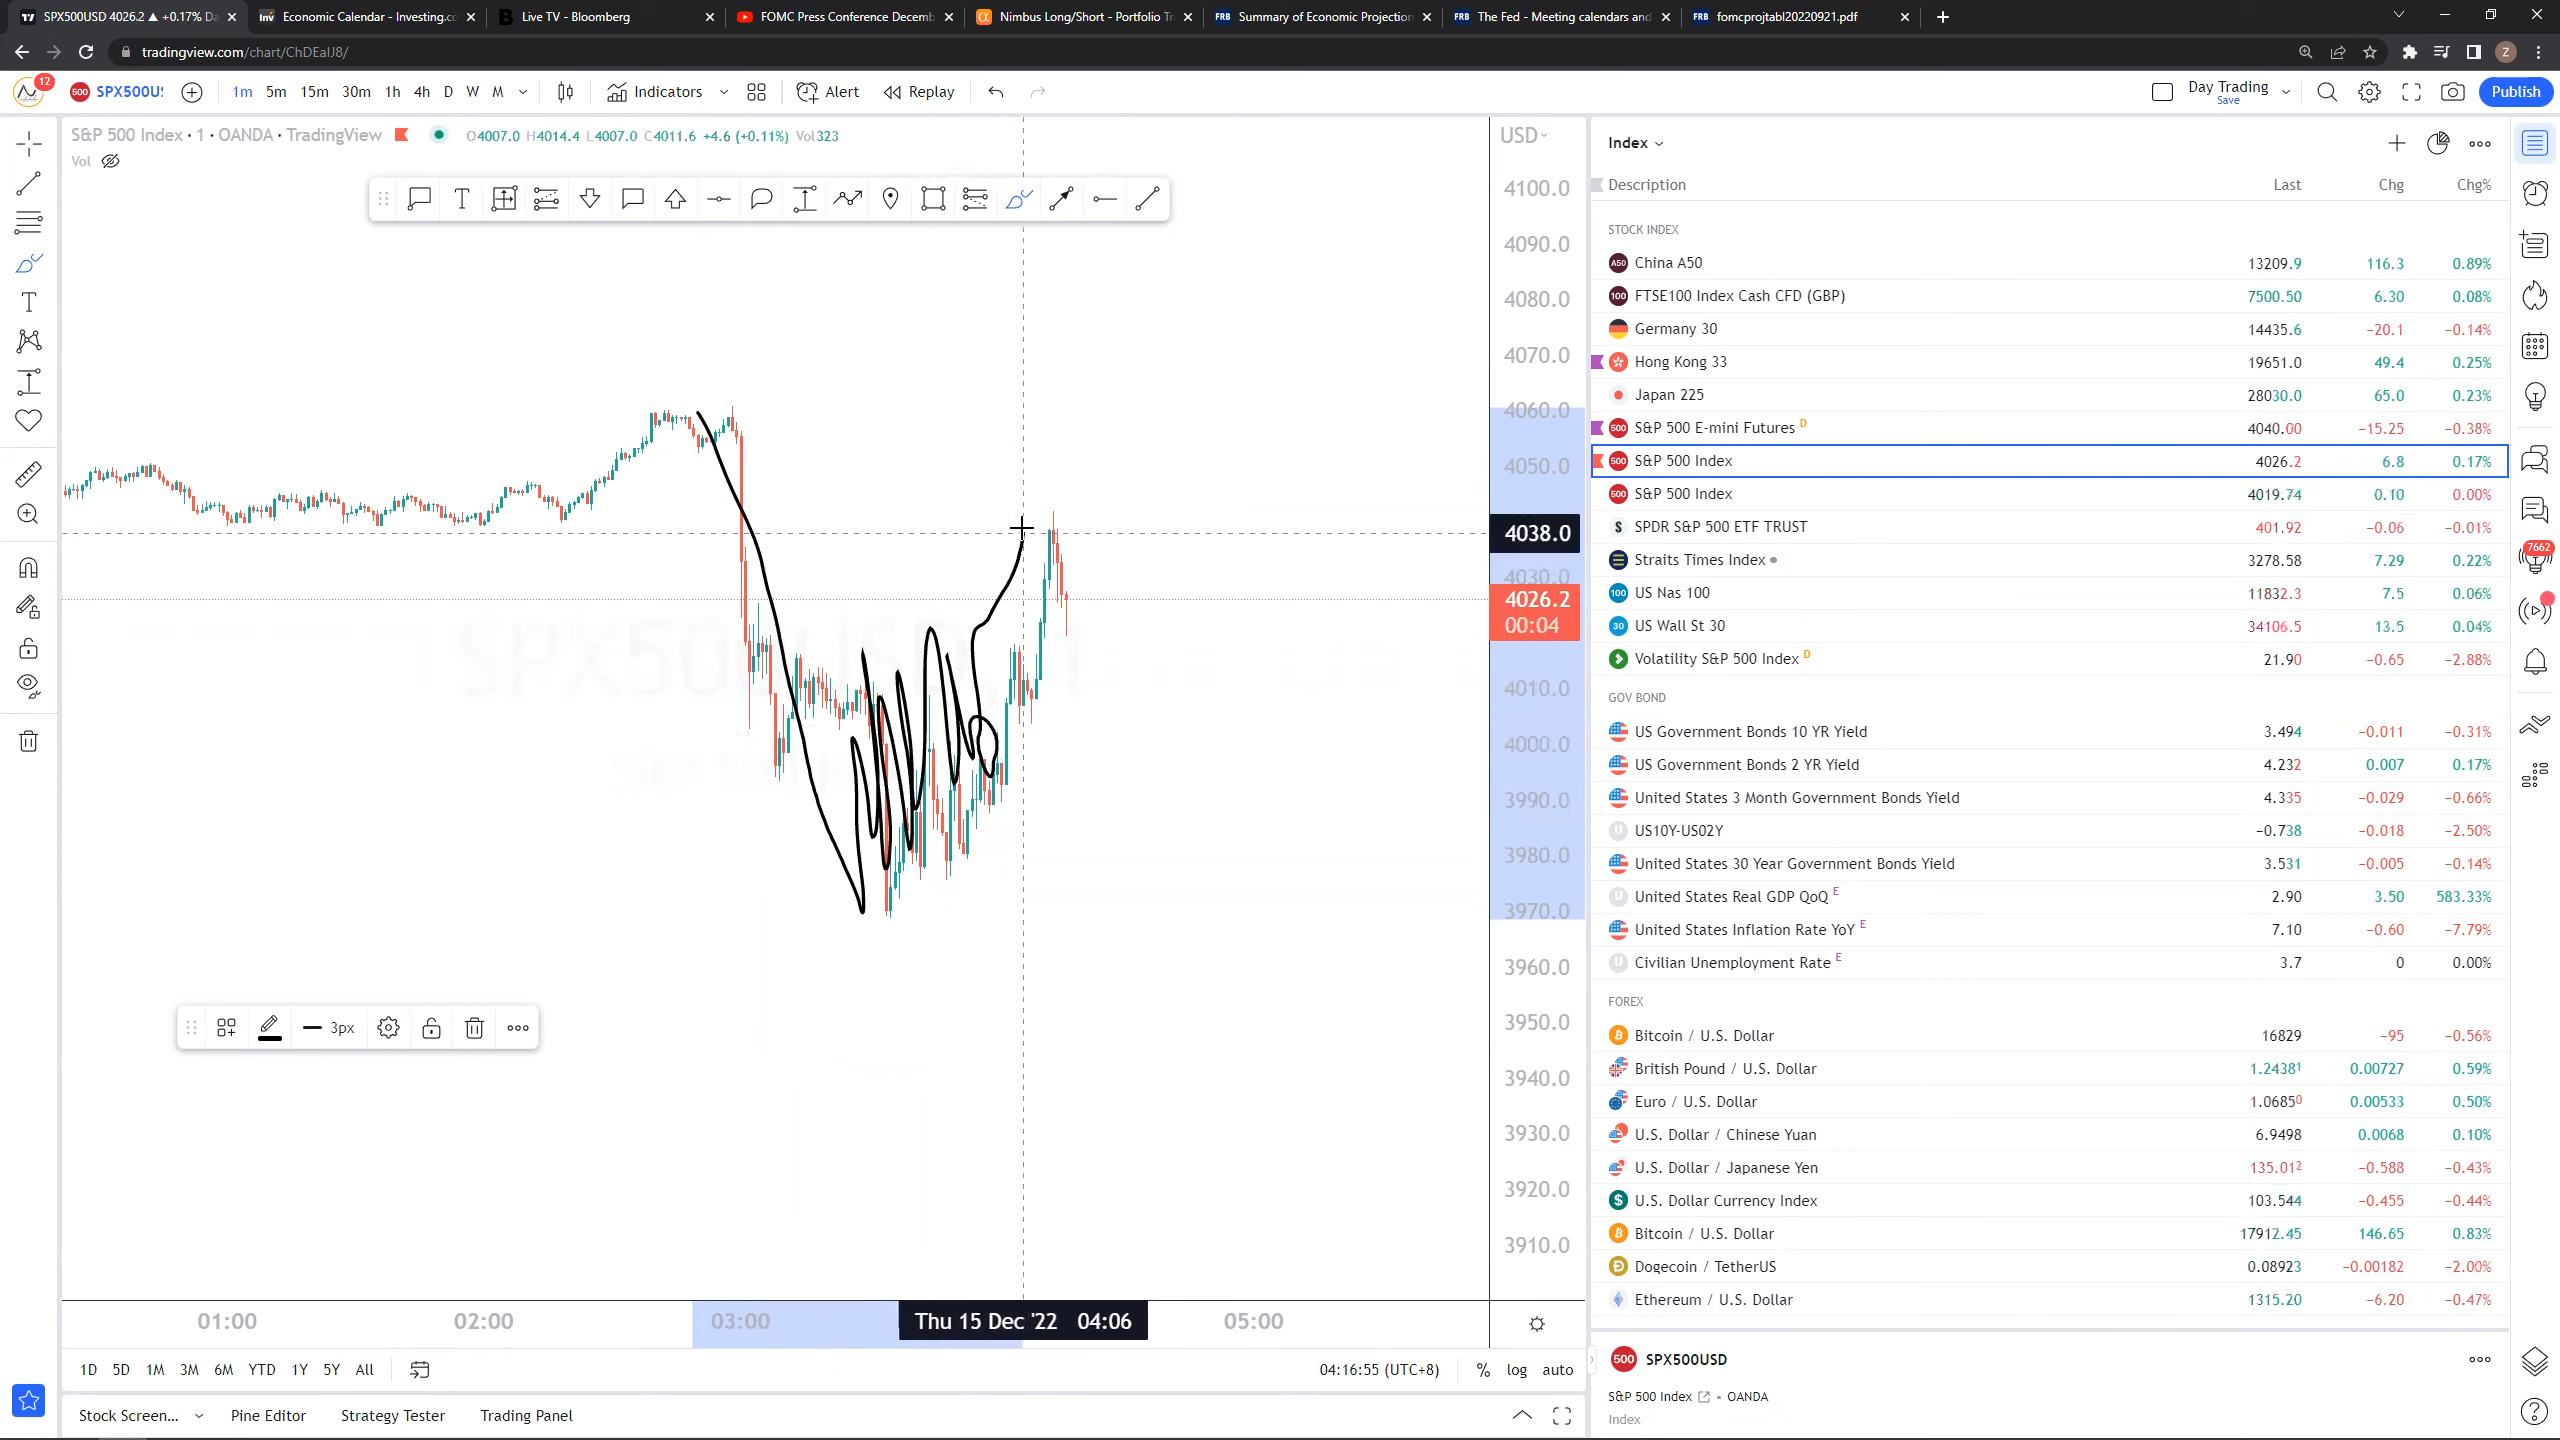 SPX500USD 4026.2 ▲ +0.17% Da
Economic Calendar - Investing.co
Live TV - Bloomberg
FOMC Press Conference Decemb
Nimbus Long/Short - Portfolio Tr
Summary of Economic Projection
The Fed - Meeting calendars and
fomcprojtabl20220921.pdf
tradingview.com/chart/ChDEaIJ8/
12
SPX500U
1m 5m 15m 30m 1h 4h D W M
Indicators
Alert
Replay
Day Trading
Save
Publish
S&P 500 Index · 1 · OANDA · TradingView
O4007.0 H4014.4 L4007.0 C4011.6 +4.6 (+0.11%) Vol323
Vol
USD
4100.0
4090.0
4080.0
4070.0
4060.0
4050.0
4038.0
4030.0
4026.2
00:04
4010.0
4000.0
3990.0
3980.0
3970.0
3960.0
3950.0
3940.0
3930.0
3920.0
3910.0
3px
01:00 02:00 03:00 Thu 15 Dec '22 04:06 05:00
1D 5D 1M 3M 6M YTD 1Y 5Y All
04:16:55 (UTC+8) % log auto
Stock Screen... Pine Editor Strategy Tester Trading Panel
Index
Description Last Chg Chg%
STOCK INDEX
China A50 13209.9 116.3 0.89%
FTSE100 Index Cash CFD (GBP) 7500.50 6.30 0.08%
Germany 30 14435.6 −20.1 −0.14%
Hong Kong 33 19651.0 49.4 0.25%
Japan 225 28030.0 65.0 0.23%
S&P 500 E-mini Futures D 4040.00 −15.25 −0.38%
S&P 500 Index 4026.2 6.8 0.17%
S&P 500 Index 4019.74 0.10 0.00%
SPDR S&P 500 ETF TRUST 401.92 −0.06 −0.01%
Straits Times Index 3278.58 7.29 0.22%
US Nas 100 11832.3 7.5 0.06%
US Wall St 30 34106.5 13.5 0.04%
Volatility S&P 500 Index D 21.90 −0.65 −2.88%
GOV BOND
US Government Bonds 10 YR Yield 3.494 −0.011 −0.31%
US Government Bonds 2 YR Yield 4.232 0.007 0.17%
United States 3 Month Government Bonds Yield 4.335 −0.029 −0.66%
US10Y-US02Y −0.738 −0.018 −2.50%
United States 30 Year Government Bonds Yield 3.531 −0.005 −0.14%
United States Real GDP QoQ E 2.90 3.50 583.33%
United States Inflation Rate YoY E 7.10 −0.60 −7.79%
Civilian Unemployment Rate E 3.7 0 0.00%
FOREX
Bitcoin / U.S. Dollar 16829 −95 −0.56%
British Pound / U.S. Dollar 1.24381 0.00727 0.59%
Euro / U.S. Dollar 1.06850 0.00533 0.50%
U.S. Dollar / Chinese Yuan 6.9498 0.0068 0.10%
U.S. Dollar / Japanese Yen 135.012 −0.588 −0.43%
U.S. Dollar Currency Index 103.544 −0.455 −0.44%
Bitcoin / U.S. Dollar 17912.45 146.65 0.83%
Dogecoin / TetherUS 0.08923 −0.00182 −2.00%
Ethereum / U.S. Dollar 1315.20 −6.20 −0.47%
SPX500USD
S&P 500 Index • OANDA
Index
7662